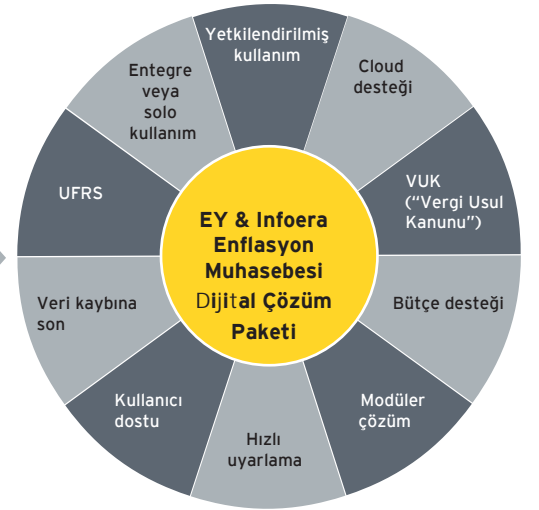 Yetkilendirilmiş
kullanım
Cloud
desteği
VUK
(“Vergi Usul
Kanunu”)
Bütçe desteği
Modüler
çözüm
Hızlı
uyarlama
Kullanıcı
dostu
Veri kaybına
son
UFRS
Entegre
veya
solo
kullanım
EY & Infoera
Enflasyon
Muhasebesi
Dijital Çözüm
Paketi